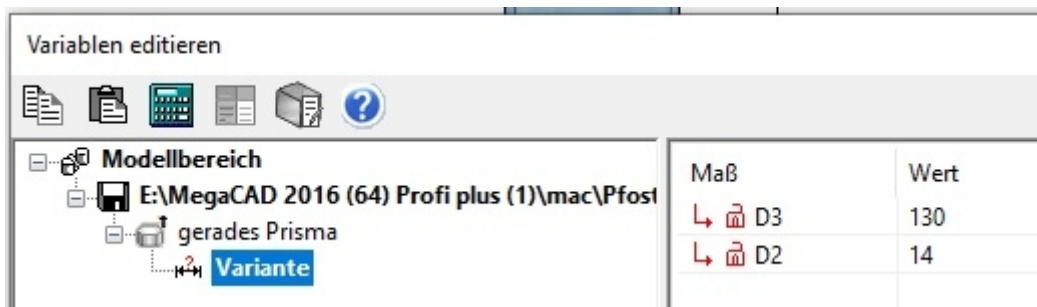 Variablen editieren
Modellbereich
E:\MegaCAD 2016 (64) Profi plus (1)\mac\Pfost
gerades Prisma
Variante
Maß Wert
D3 130
D2 14